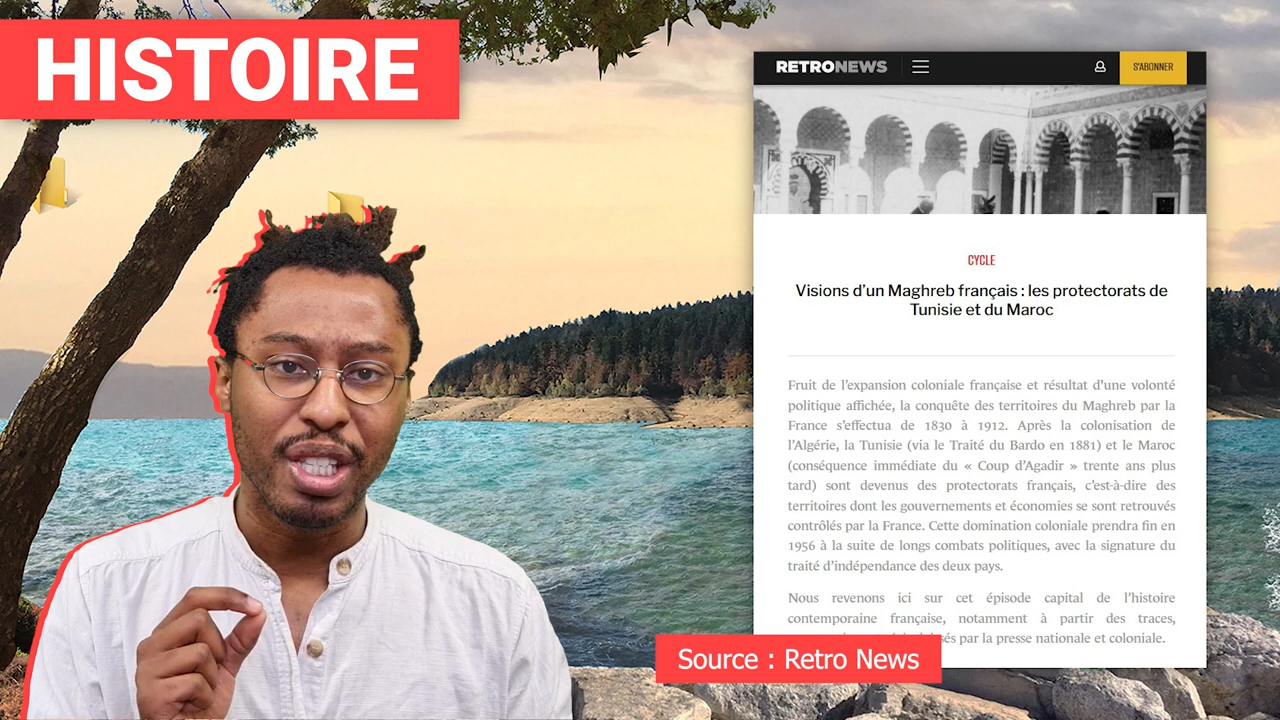 HISTOIRE
RETRONEWS
S'ABONNER
CYCLE
Visions d’un Maghreb français : les protectorats de
Tunisie et du Maroc
Fruit de l’expansion coloniale française et résultat d’une volonté
politique affichée, la conquête des territoires du Maghreb par la
France s’effectua de 1830 à 1912. Après la colonisation de
l’Algérie, la Tunisie (via le Traité du Bardo en 1881) et le Maroc
(conséquence immédiate du « Coup d’Agadir » trente ans plus
tard) sont devenus des protectorats français, c’est-à-dire des
territoires dont les gouvernements et économies se sont retrouvés
contrôlés par la France. Cette domination coloniale prendra fin en
1956 à la suite de longs combats politiques, avec la signature du
traité d’indépendance des deux pays.
Nous revenons ici sur cet épisode capital de l’histoire
contemporaine française, notamment à partir des traces,
par la presse nationale et coloniale.
Source : Retro News